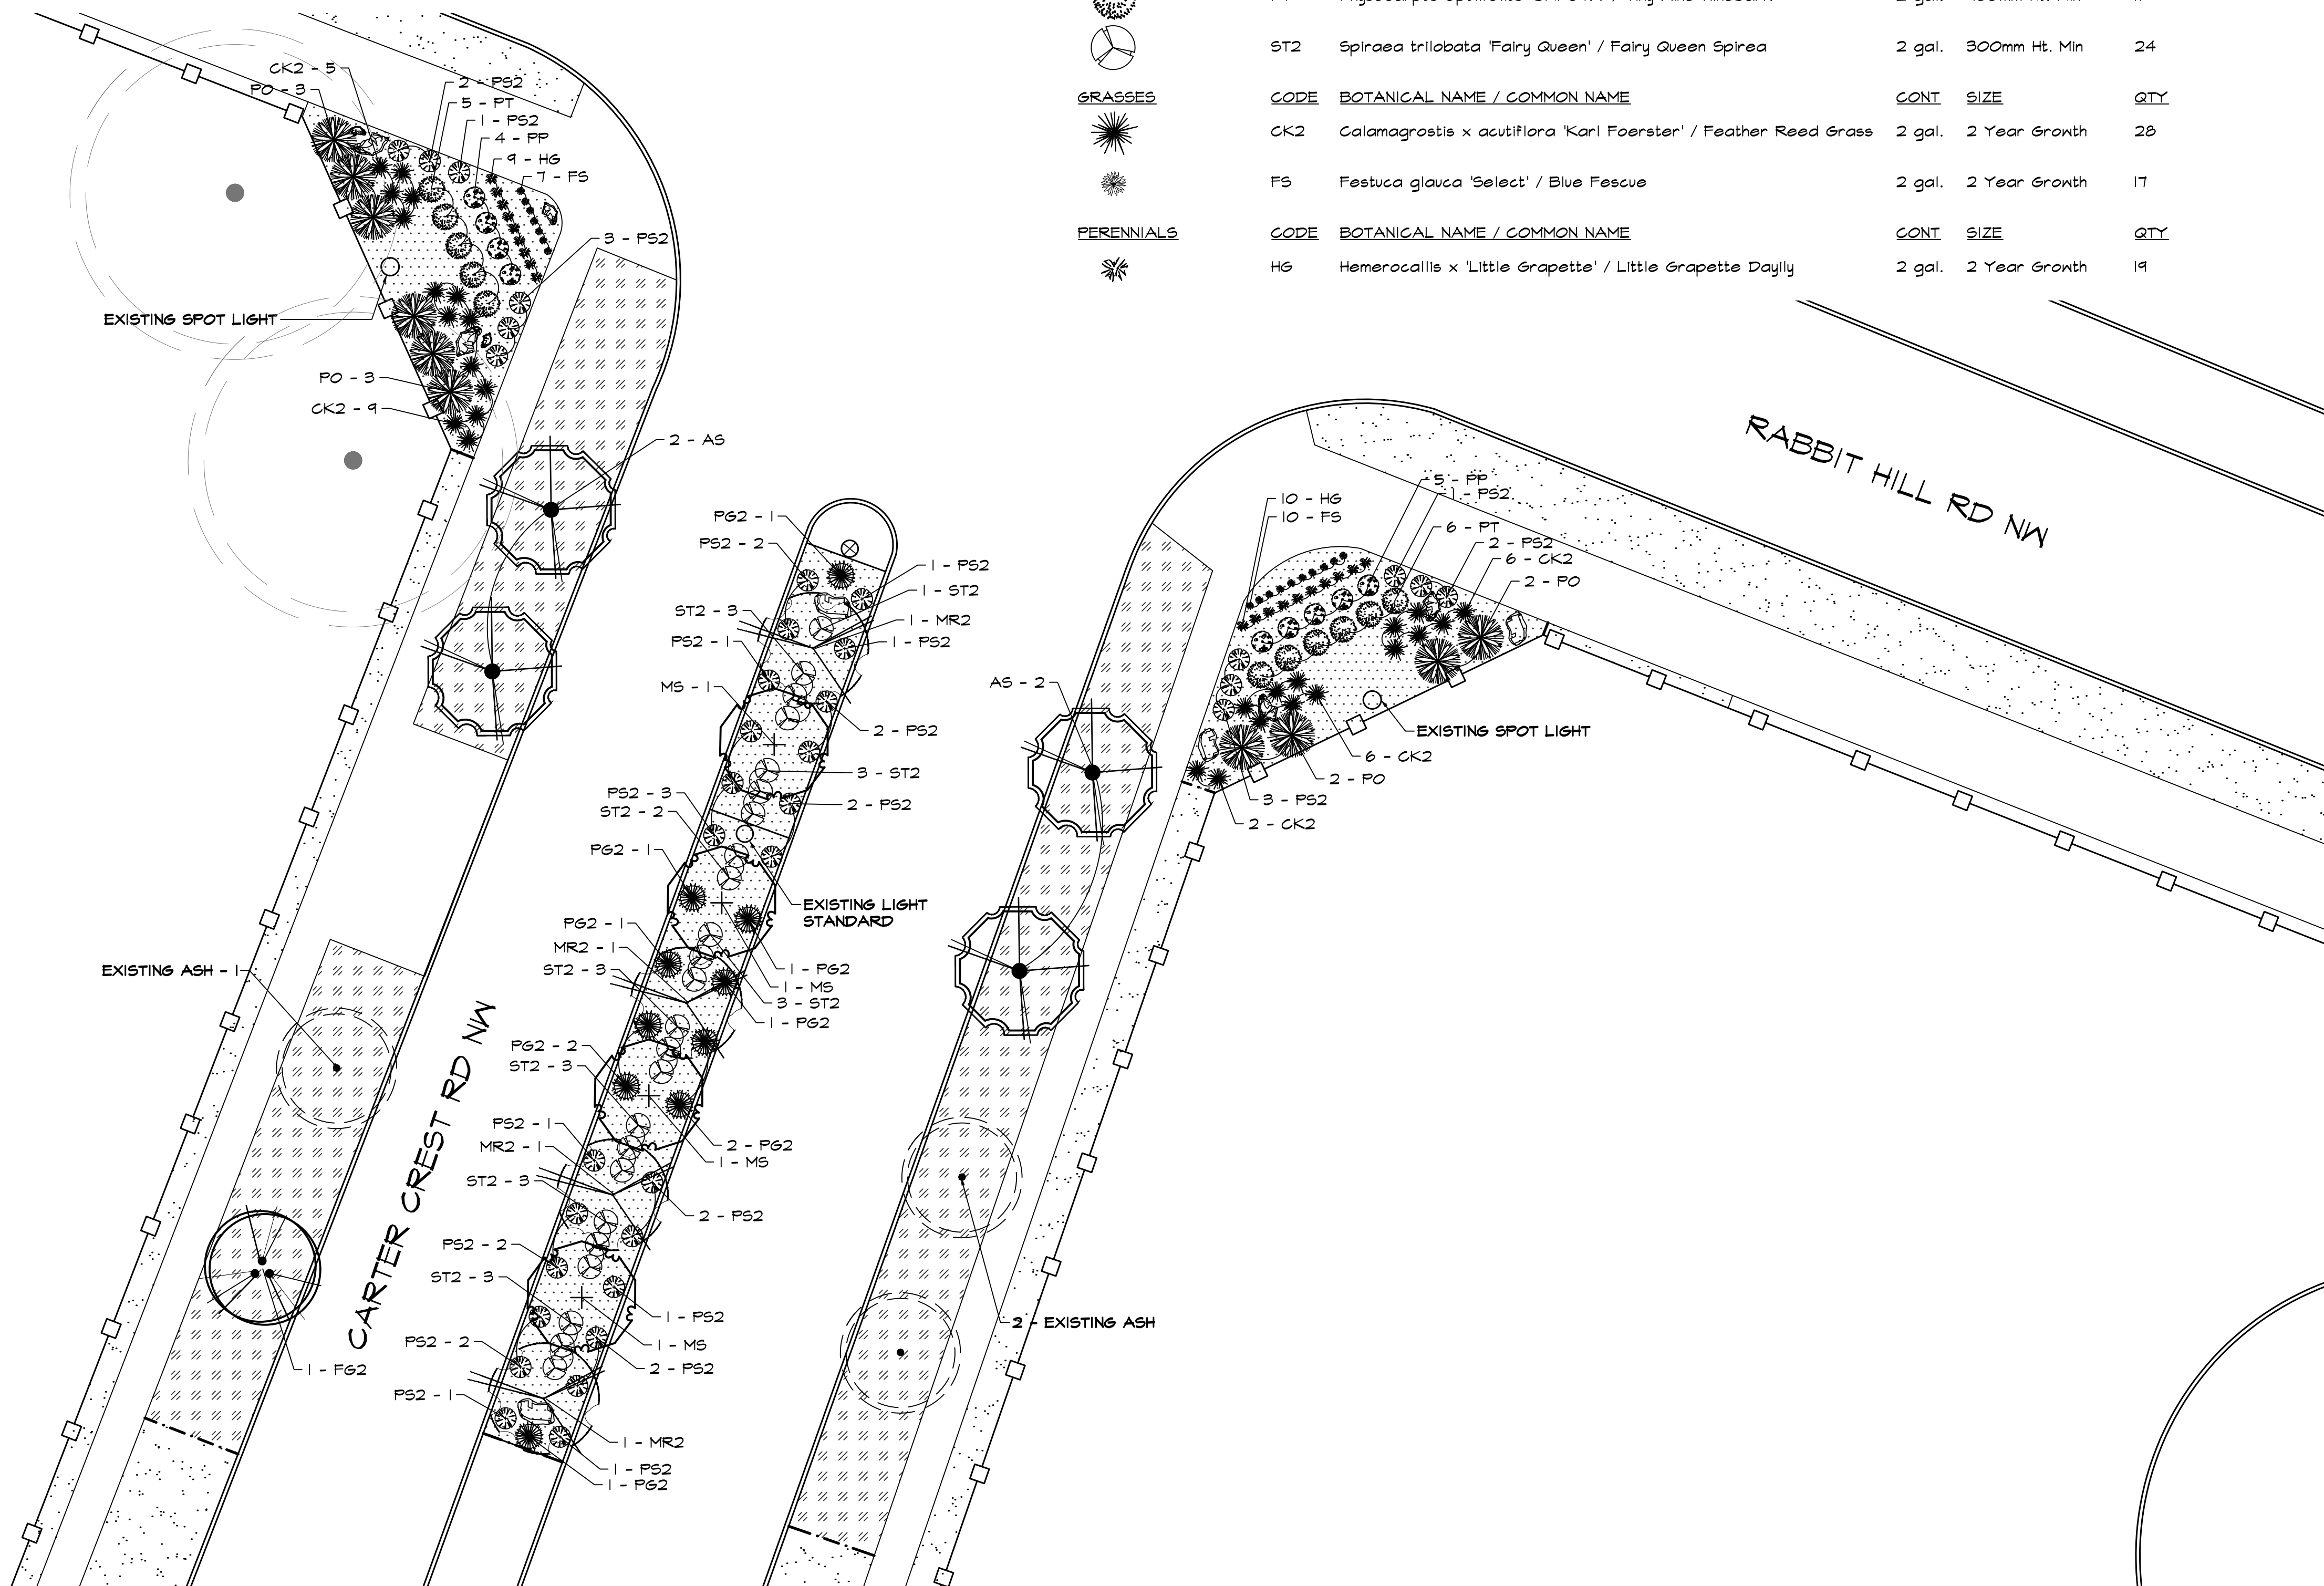 ST2 Spiraea trilobata 'Fairy Queen' / Fairy Queen Spirea 2 gal. 300mm Ht. Min 24
GRASSES CODE BOTANICAL NAME / COMMON NAME CONT SIZE QTY
CK2 Calamagrostis x acutiflora 'Karl Foerster' / Feather Reed Grass 2 gal. 2 Year Growth 28
FS Festuca glauca 'Select' / Blue Fescue 2 gal. 2 Year Growth 17
PERENNIALS CODE BOTANICAL NAME / COMMON NAME CONT SIZE QTY
HG Hemerocallis x 'Little Grapette' / Little Grapette Dayily 2 gal. 2 Year Growth 19
CK2 - 5
PO - 3
2 - PS2
5 - PT
1 - PS2
4 - PP
9 - HG
7 - FS
3 - PS2
EXISTING SPOT LIGHT
PO - 3
CK2 - 9
2 - AS
EXISTING ASH - 1
1 - FG2
CARTER CREST RD NW
PG2 - 1
PS2 - 2
ST2 - 3
PS2 - 1
MS - 1
PS2 - 3
ST2 - 2
PG2 - 1
PG2 - 1
MR2 - 1
ST2 - 3
PG2 - 2
ST2 - 3
PS2 - 1
MR2 - 1
ST2 - 3
PS2 - 2
ST2 - 3
PS2 - 2
PS2 - 1
1 - PS2
1 - ST2
1 - MR2
1 - PS2
2 - PS2
3 - ST2
2 - PS2
EXISTING LIGHT
STANDARD
1 - PG2
1 - MS
3 - ST2
1 - PG2
2 - PG2
1 - MS
2 - PS2
1 - PS2
1 - MS
2 - PS2
1 - MR2
1 - PS2
1 - PG2
RABBIT HILL RD NW
5 - PP
1 - PS2
10 - HG
10 - FS
6 - PT
2 - PS2
6 - CK2
2 - PO
AS - 2
EXISTING SPOT LIGHT
6 - CK2
2 - PO
3 - PS2
2 - CK2
2 - EXISTING ASH